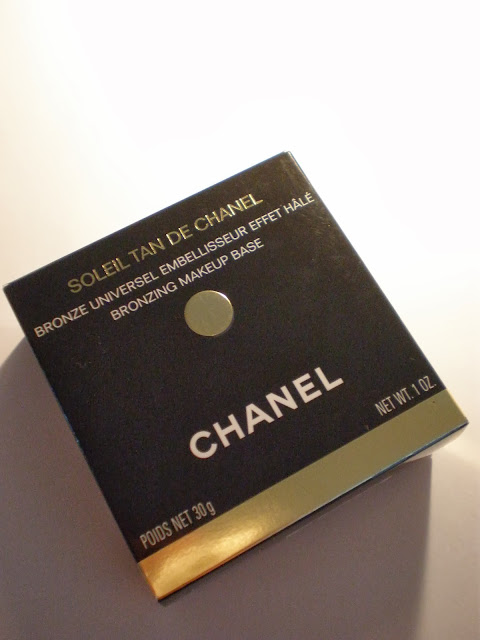 SOLEIL TAN DE CHANEL
BRONZE UNIVERSEL EMBELLISSEUR EFFET HÂLÉ
BRONZING MAKEUP BASE
CHANEL
POIDS NET 30 g
NET WT. 1 OZ.